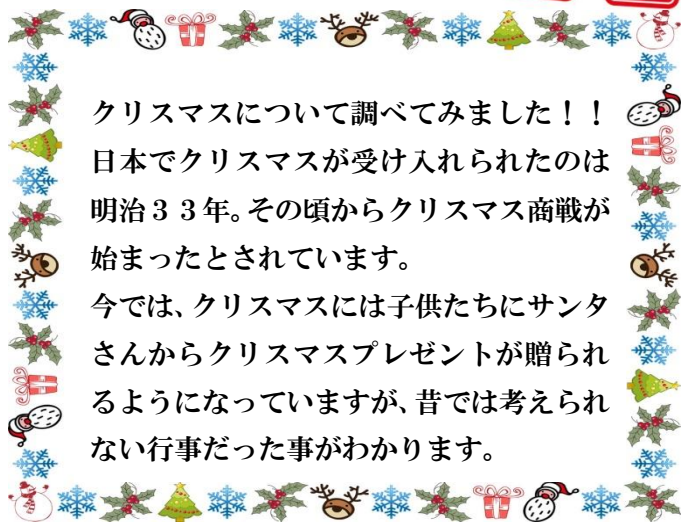 クリスマスについて調べてみました！！
日本でクリスマスが受け入れられたのは
明治３３年。その頃からクリスマス商戦が
始まったとされています。
今では、クリスマスには子供たちにサンタ
さんからクリスマスプレゼントが贈られ
るようになっていますが、昔では考えられ
ない行事だった事がわかります。